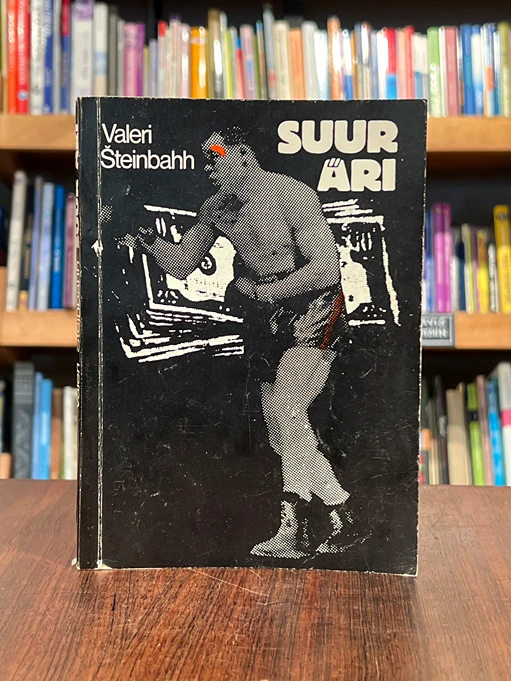 Valeri
Šteinbahh
SUUR
ÄRI